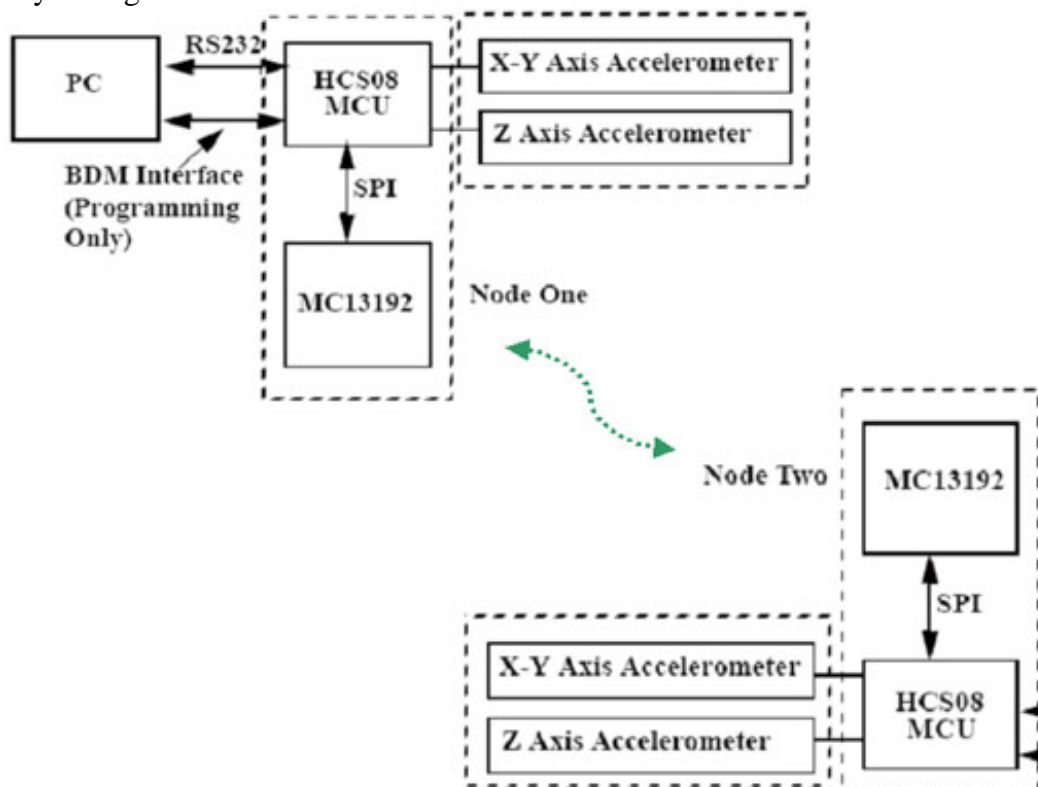 RS232
PC
HCS08
MCU
X-Y Axis Accelerometer
Z Axis Accelerometer
BDM Interface
(Programming
Only)
SPI
MC13192
Node One
Node Two
MC13192
SPI
X-Y Axis Accelerometer
Z Axis Accelerometer
HCS08
MCU